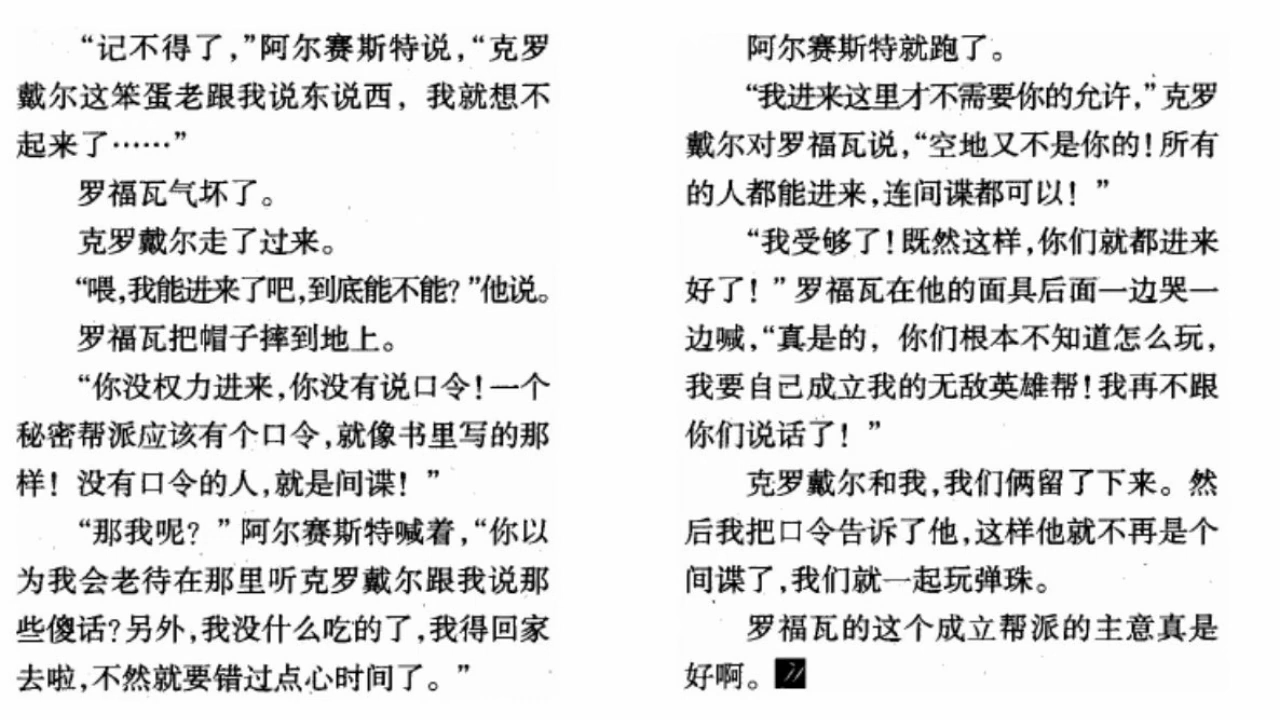 “记不得了，”阿尔赛斯特说，“克罗
戴尔这笨蛋老跟我说东说西，我就想不
起来了……”
罗福瓦气坏了。
克罗戴尔走了过来。
“喂，我能进来了吧，到底能不能？”他说。
罗福瓦把帽子摔到地上。
“你没权力进来，你没有说口令！一个
秘密帮派应该有个口令，就像书里写的那
样！没有口令的人，就是间谍！”
“那我呢？”阿尔赛斯特喊着，“你以
为我会老待在那里听克罗戴尔跟我说那
些傻话？另外，我没什么吃的了，我得回家
去啦，不然就要错过点心时间了。”
阿尔赛斯特就跑了。
“我进来这里才不需要你的允许，”克罗
戴尔对罗福瓦说，“空地又不是你的！所有
的人都能进来，连间谍都可以！”
“我受够了！既然这样，你们就都进来
好了！”罗福瓦在他的面具后面一边哭一
边喊，“真是的，你们根本不知道怎么玩，
我要自己成立我的无敌英雄帮！我再不跟
你们说话了！”
克罗戴尔和我，我们俩留了下来。然
后我把口令告诉了他，这样他就不再是个
间谍了，我们就一起玩弹珠。
罗福瓦的这个成立帮派的主意真是
好啊。